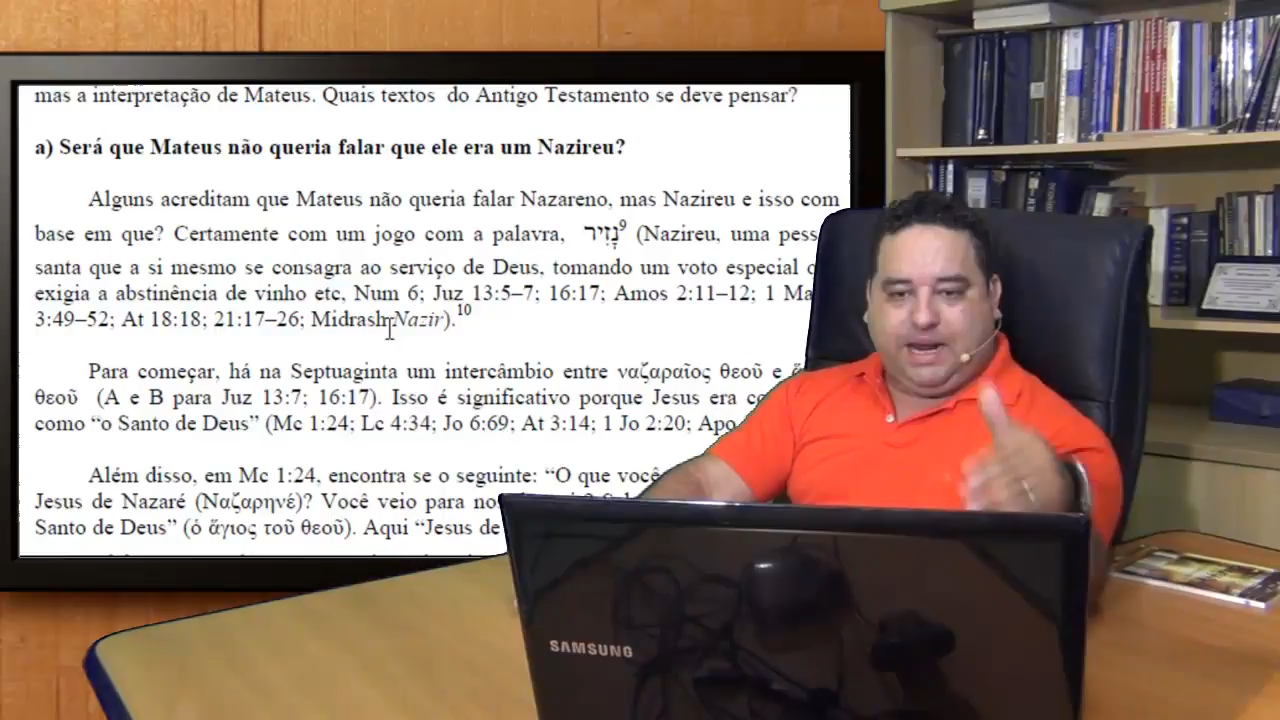 mas a interpretação de Mateus. Quais textos do Antigo Testamento se deve pensar?
a) Será que Mateus não queria falar que ele era um Nazireu?
Alguns acreditam que Mateus não queria falar Nazareno, mas Nazireu e isso com
base em que? Certamente com um jogo com a palavra, נָזִיר9 (Nazireu, uma
santa que a si mesmo se consagra ao serviço de Deus, tomando um voto especial
exigia a abstinência de vinho etc, Num 6; Juz 13:5–7; 16:17; Amos 2:11–12; 1
3:49–52; At 18:18; 21:17–26; Midrash Nazir).10
Para começar, há na Septuaginta um intercâmbio entre ναζαραῖος θεοῦ e
θεοῦ (A e B para Juz 13:7; 16:17). Isso é significativo porque Jesus era
como “o Santo de Deus” (Mc 1:24; Lc 4:34; Jo 6:69; At 3:14; 1 Jo 2:20;
Além disso, em Mc 1:24, encontra se o seguinte: “O que você
Jesus de Nazaré (Ναζαρηνέ)? Você veio para
Santo de Deus” (ὁ ἅγιος τοῦ θεοῦ). Aqui “Jesus de
SAMSUNG